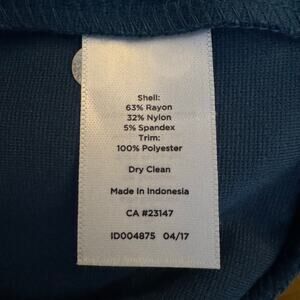 Shell:
63% Rayon
32% Nylon
5% Spandex
Trim:
100% Polyester
Dry Clean
Made In Indonesia
CA #23147
ID004875 04/17